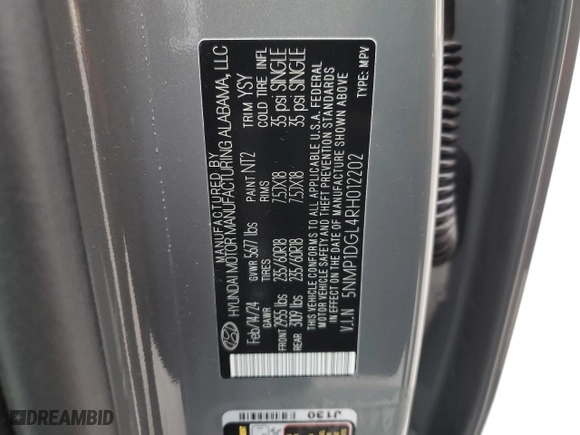 MANUFACTURED BY
HYUNDAI MOTOR MANUFACTURING ALABAMA, LLC
Feb/14/24 GVWR 5677 lbs PAINT NT2 TRIM YSY
GAWR TIRES RIMS COLD TIRE INFL
FRONT 2955 lbs 235/60R18 7.5JX18 35 psi SINGLE
REAR 3109 lbs 235/60R18 7.5JX18 35 psi SINGLE
THIS VEHICLE CONFORMS TO ALL APPLICABLE U.S.A. FEDERAL
MOTOR VEHICLE SAFETY AND THEFT PREVENTION STANDARDS
IN EFFECT ON THE DATE OF MANUFACTURE SHOWN ABOVE
V.I.N 5NMP1DGL4RH012202 TYPE: MPV
J130
DREAMBID